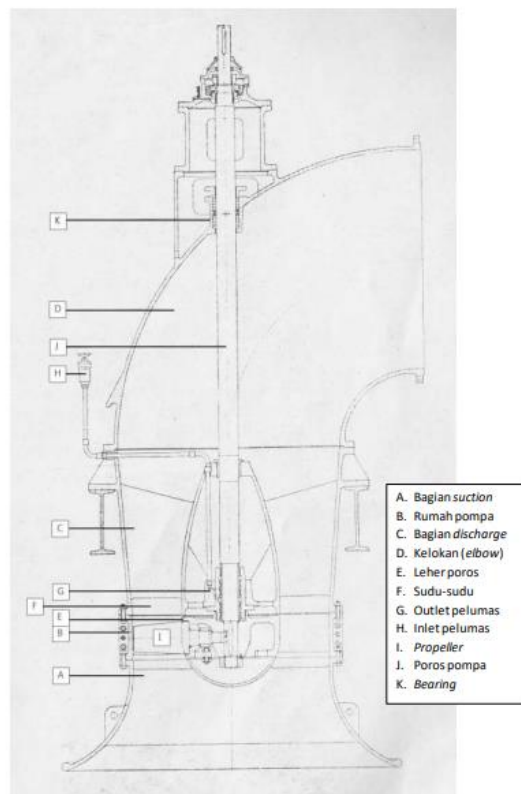 K
D
J
H
C
G
F
E
B
I
A
A. Bagian suction
B. Rumah pompa
C. Bagian discharge
D. Kelokan (elbow)
E. Leher poros
F. Sudu-sudu
G. Outlet pelumas
H. Inlet pelumas
I. Propeller
J. Poros pompa
K. Bearing